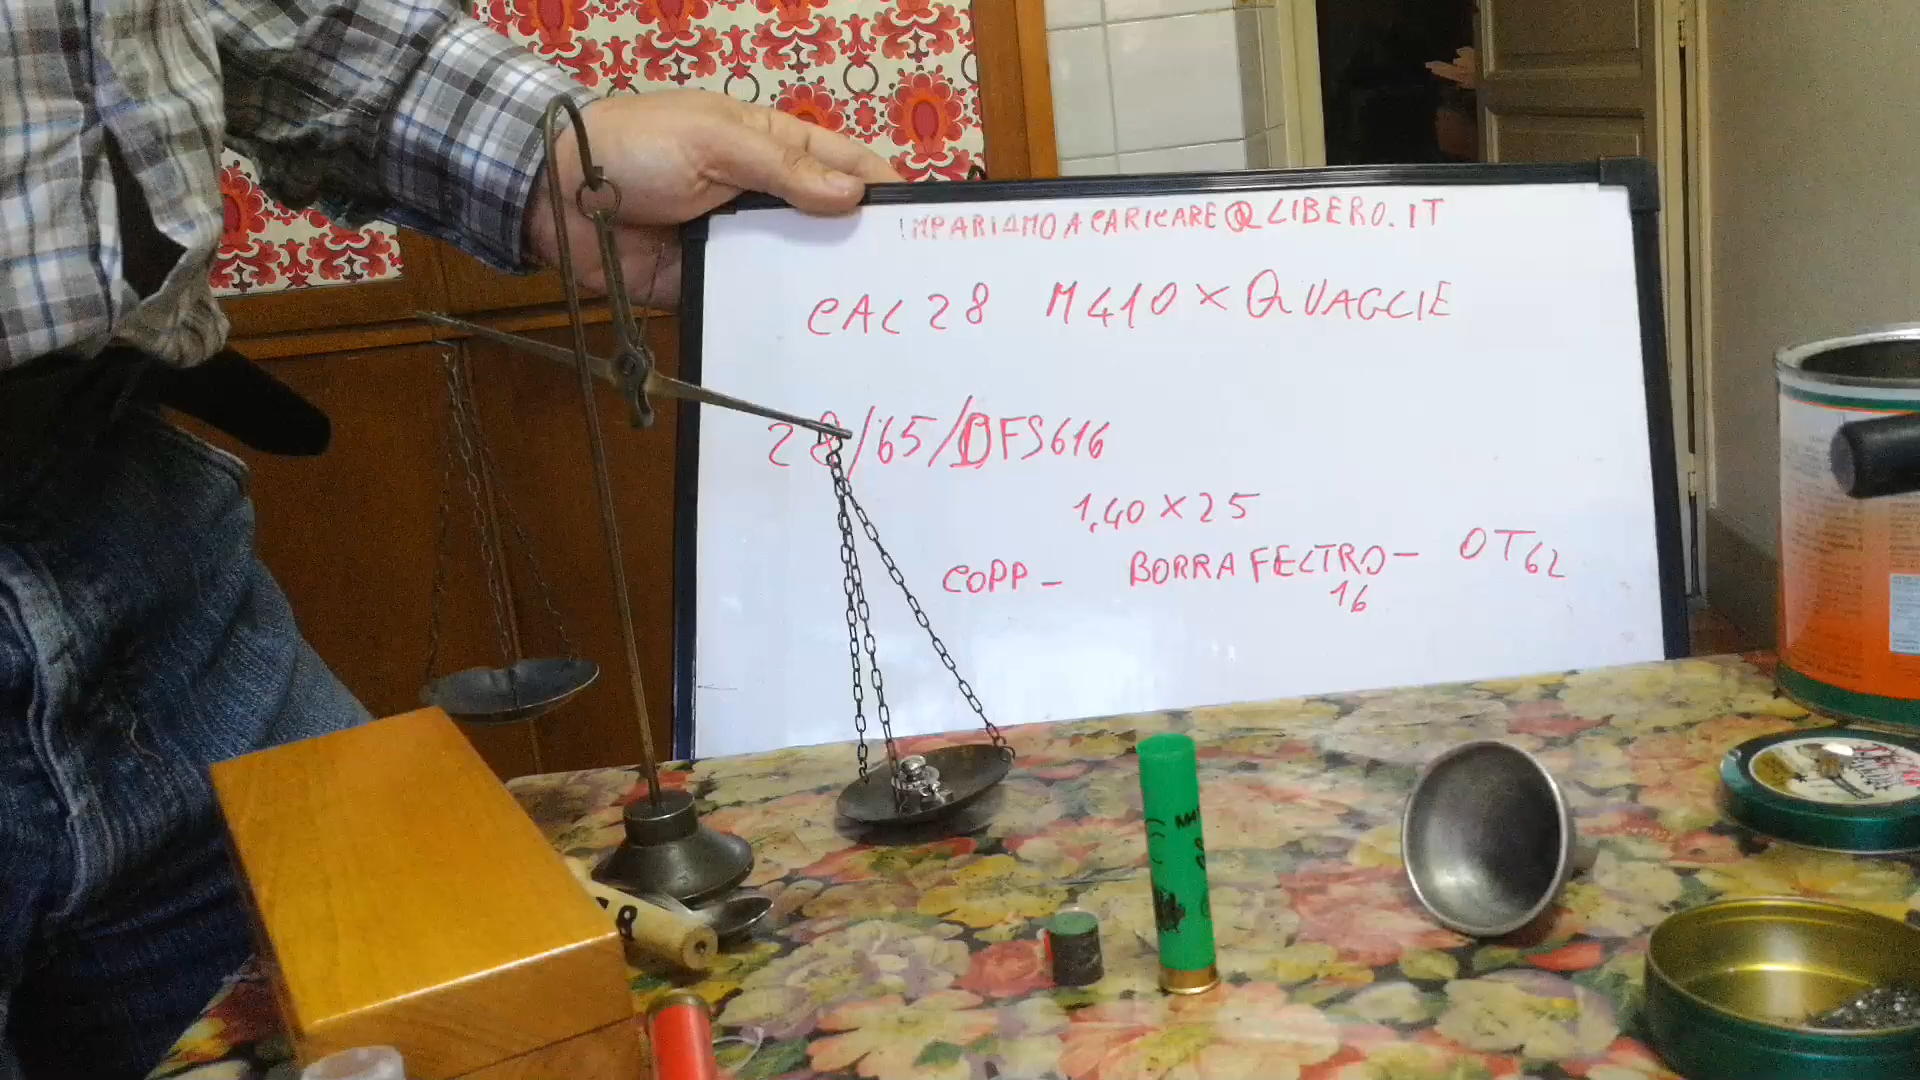 IMPARIAMO A CARICARE@LIBERO.IT
CAL 28 M410 X QUAGLIE
28/65/DFS616
1,40 X 25
COPP - BORRA FELTRO - OT62
16